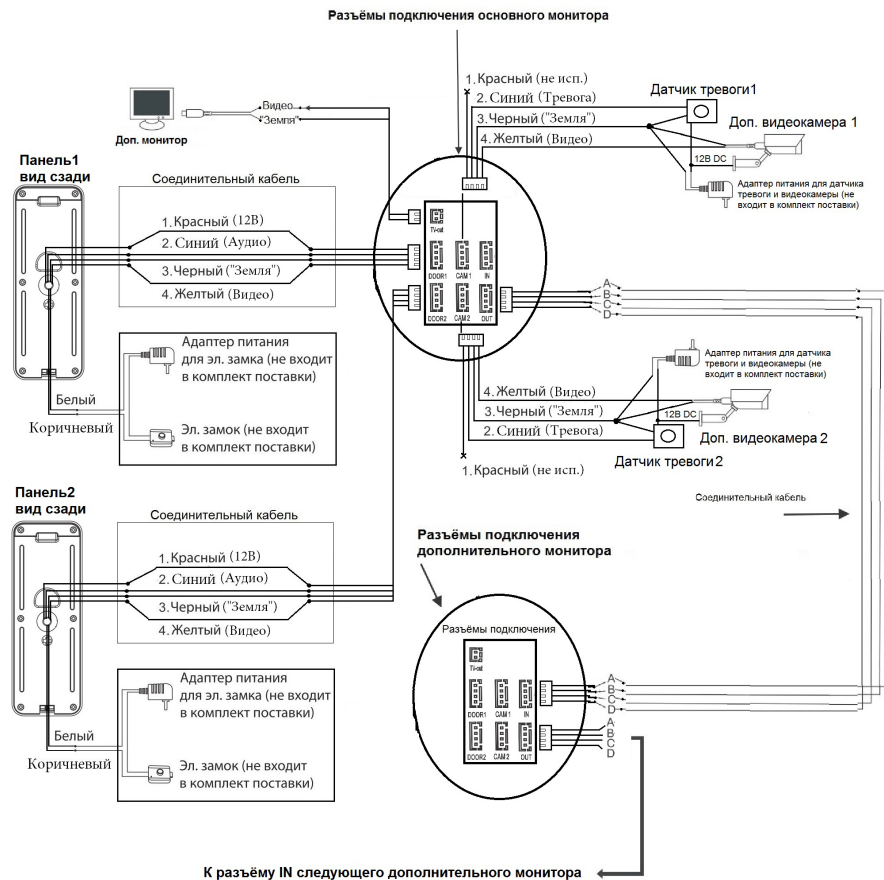 Разъёмы подключения основного монитора
1. Красный (не исп.)
2. Синий (Тревога)
3. Черный ("Земля")
4. Желтый (Видео)
Датчик тревоги1
Доп. видеокамера 1
12В DC
Адаптер питания для датчика
тревоги и видеокамеры (не
входит в комплект поставки)
Видео
"Земля"
Доп. монитор
Панель1
вид сзади
Соединительный кабель
1. Красный (12В)
2. Синий (Аудио)
3. Черный ("Земля")
4. Желтый (Видео)
TV-out
DOOR1
CAM 1
IN
DOOR2
CAM 2
OUT
A
B
C
D
Адаптер питания
для эл. замка (не входит
в комплект поставки)
Белый
Коричневый
Эл. замок (не входит
в комплект поставки)
Адаптер питания для датчика
тревоги и видеокамеры (не
входит в комплект поставки)
4. Желтый (Видео)
3. Черный ("Земля")
2. Синий (Тревога)
1. Красный (не исп.)
12В DC
Доп. видеокамера 2
Датчик тревоги2
Соединительный кабель
Панель2
вид сзади
Соединительный кабель
1. Красный (12В)
2. Синий (Аудио)
3. Черный ("Земля")
4. Желтый (Видео)
Адаптер питания
для эл. замка (не входит
в комплект поставки)
Белый
Коричневый
Эл. замок (не входит
в комплект поставки)
Разъёмы подключения
дополнительного монитора
Разъёмы подключения
TV-out
DOOR1
CAM 1
IN
DOOR2
CAM 2
OUT
A
B
C
D
A
B
C
D
К разъёму IN следующего дополнительного монитора